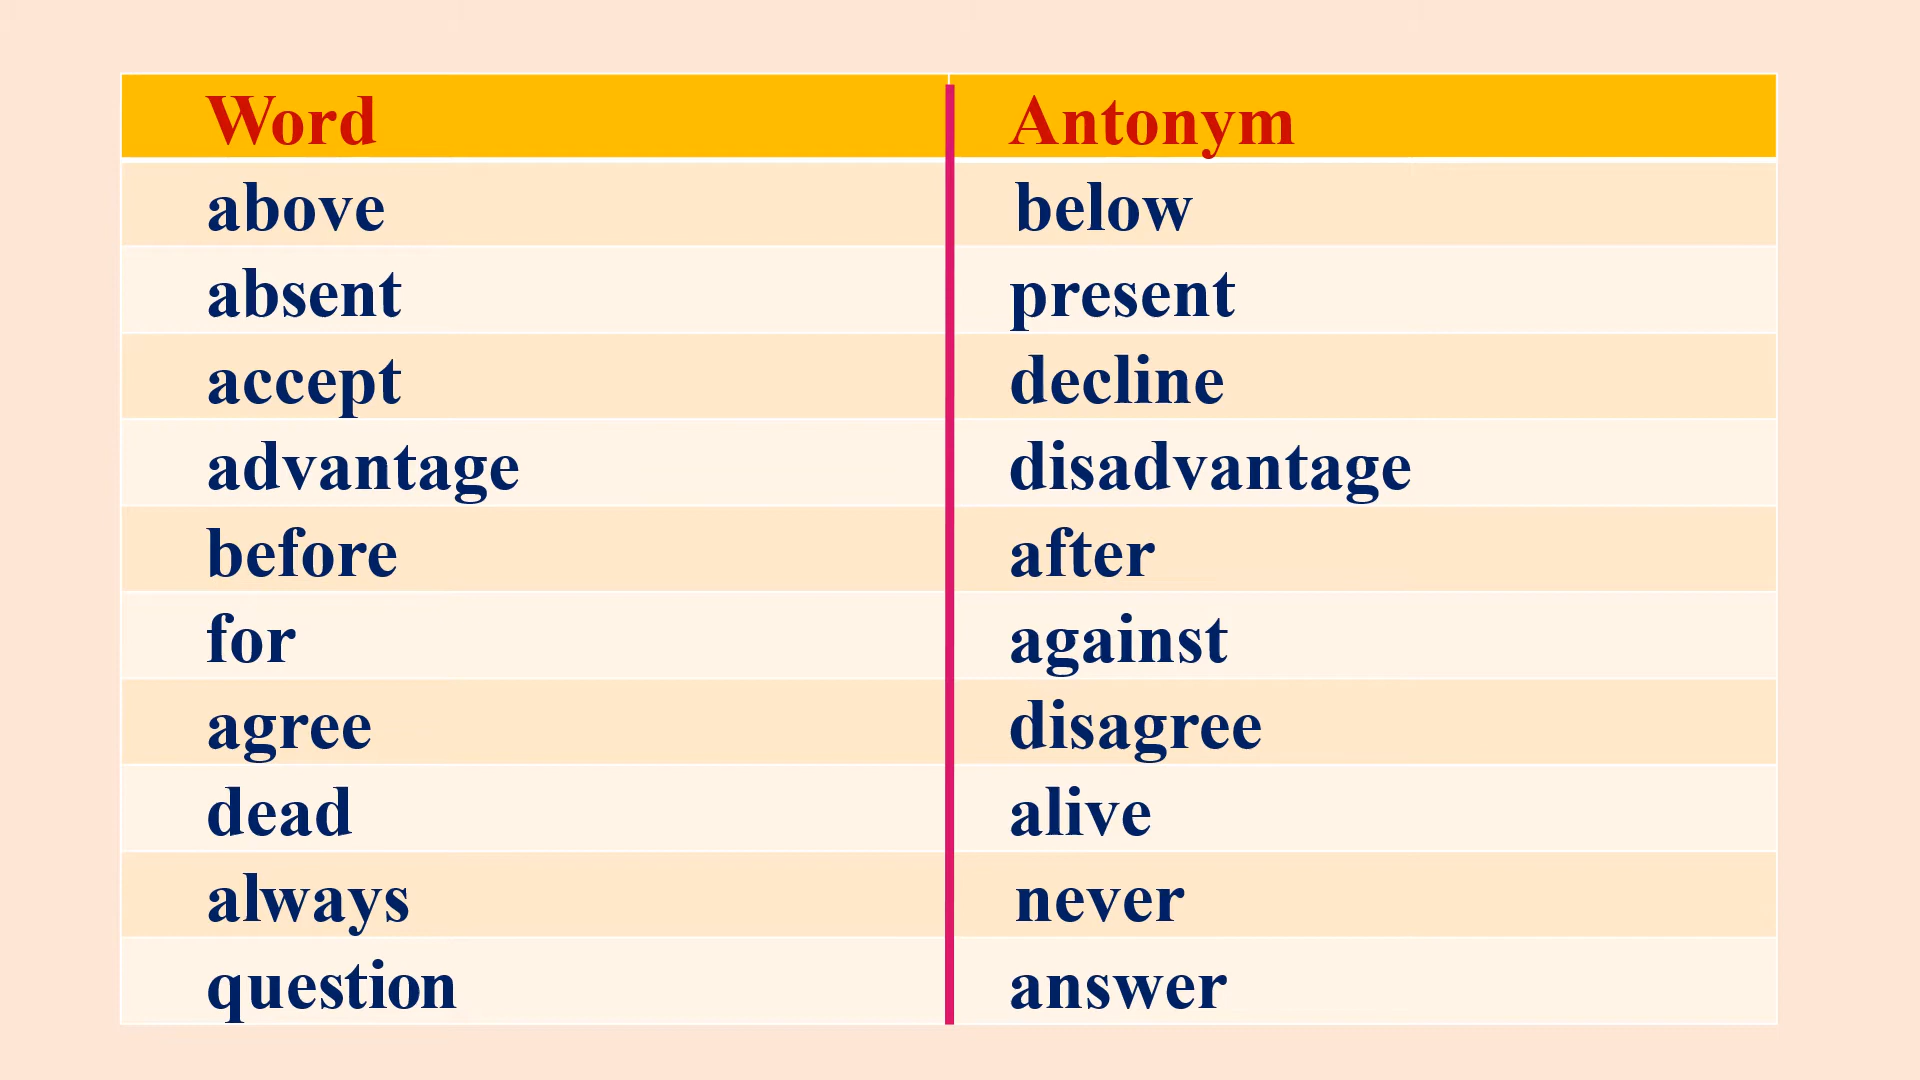 Word Antonym
above below
absent present
accept decline
advantage disadvantage
before after
for against
agree disagree
dead alive
always never
question answer